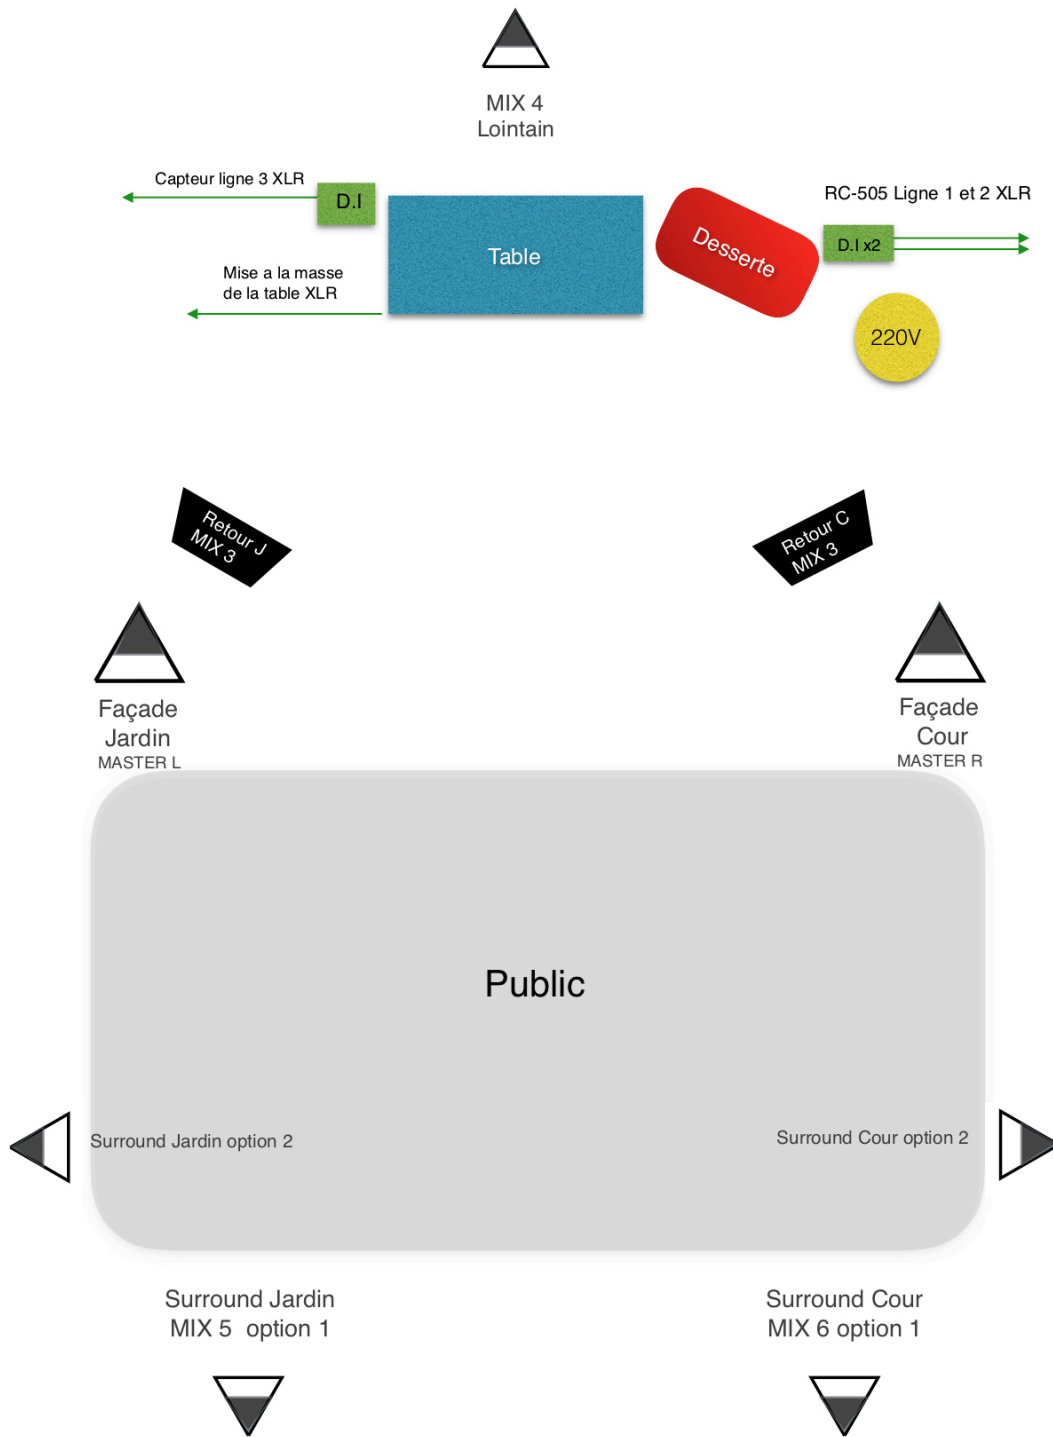 MIX 4
Lointain
Capteur ligne 3 XLR
D.I
RC-505 Ligne 1 et 2 XLR
Table
Desserte
D.I x2
Mise a la masse
de la table XLR
220V
Retour J
MIX 3
Retour C
MIX 3
Façade
Jardin
MASTER L
Façade
Cour
MASTER R
Public
Surround Jardin option 2
Surround Cour option 2
Surround Jardin
MIX 5  option 1
Surround Cour
MIX 6 option 1